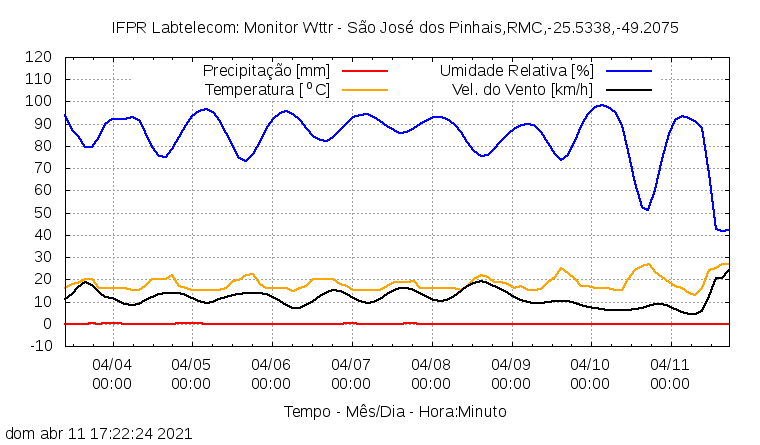 IFPR Labtelecom: Monitor Wttr - São José dos Pinhais,RMC,-25.5338,-49.2075
120
110
100
90
80
70
60
50
40
30
20
10
0
-10
Precipitação [mm]
Temperatura [ ⁰C]
Umidade Relativa [%]
Vel. do Vento [km/h]
04/04 04/05 04/06 04/07 04/08 04/09 04/10 04/11
00:00 00:00 00:00 00:00 00:00 00:00 00:00 00:00
Tempo - Mês/Dia - Hora:Minuto
dom abr 11 17:22:24 2021